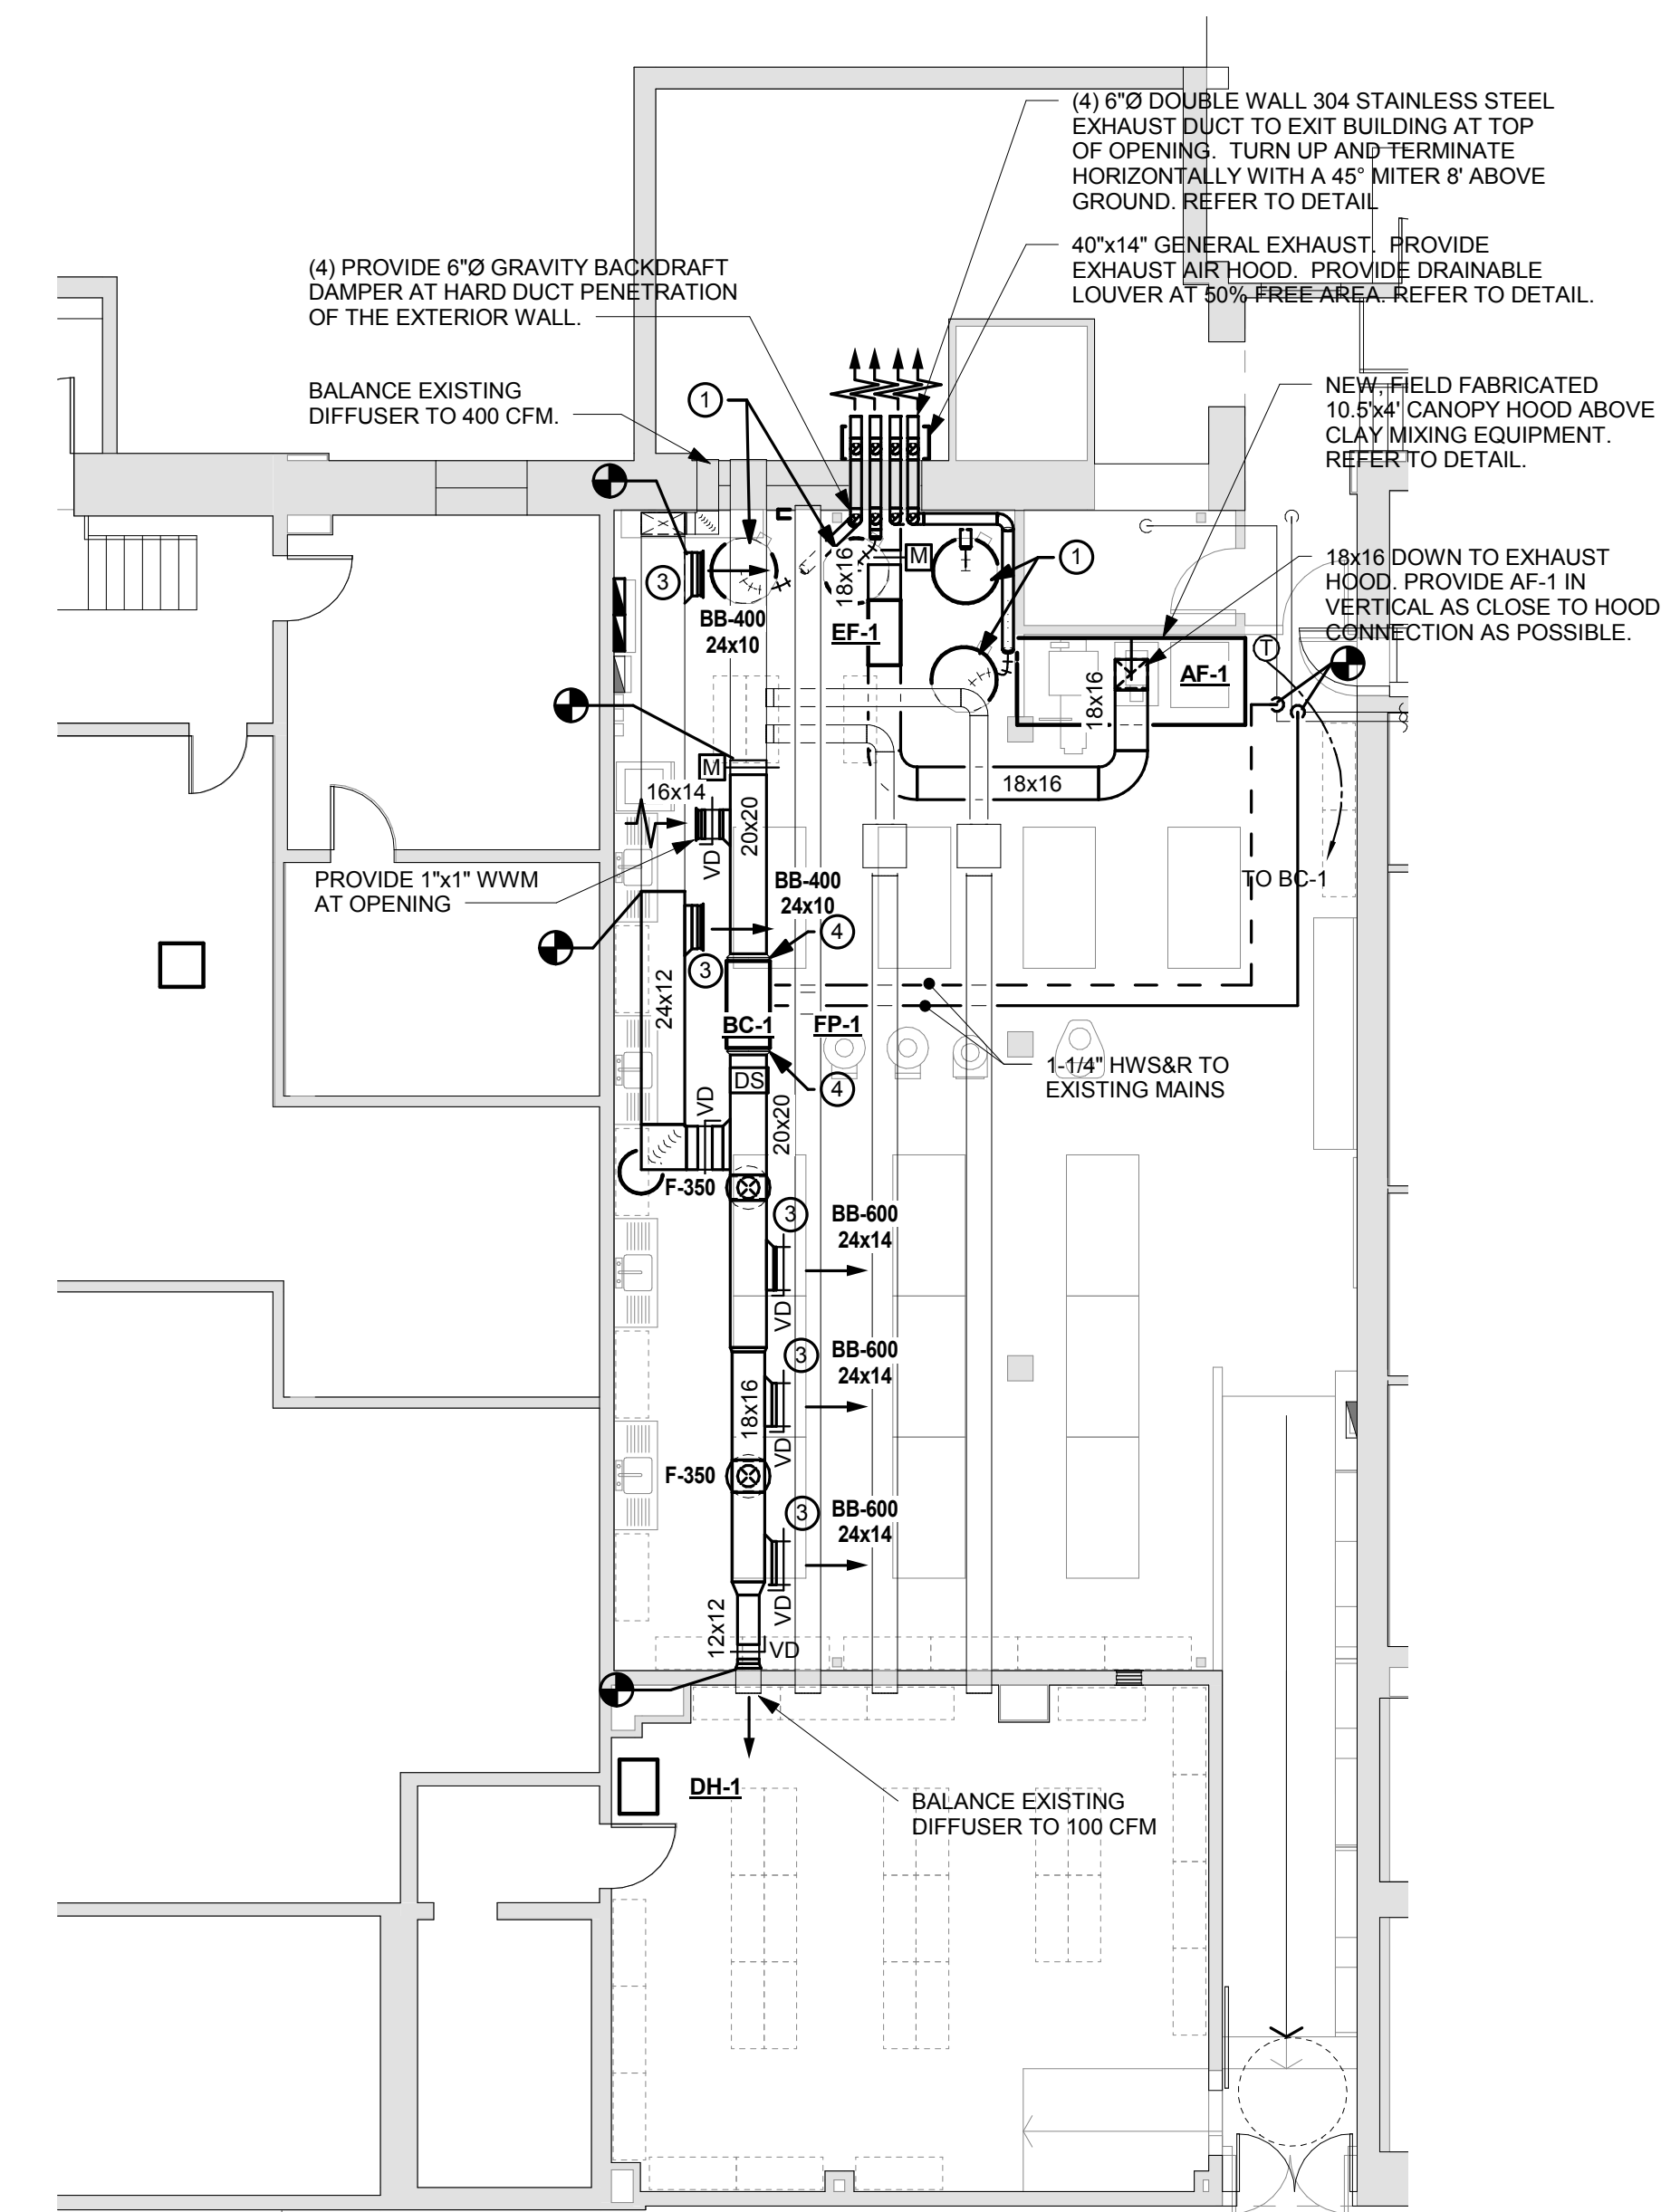 (4) 6"Ø DOUBLE WALL 304 STAINLESS STEEL
EXHAUST DUCT TO EXIT BUILDING AT TOP
OF OPENING. TURN UP AND TERMINATE
HORIZONTALLY WITH A 45° MITER 8' ABOVE
GROUND. REFER TO DETAIL
40"x14" GENERAL EXHAUST. PROVIDE
EXHAUST AIR HOOD. PROVIDE DRAINABLE
LOUVER AT 50% FREE AREA. REFER TO DETAIL.
(4) PROVIDE 6"Ø GRAVITY BACKDRAFT
DAMPER AT HARD DUCT PENETRATION
OF THE EXTERIOR WALL.
BALANCE EXISTING
DIFFUSER TO 400 CFM.
1
NEW, FIELD FABRICATED
10.5'x4' CANOPY HOOD ABOVE
CLAY MIXING EQUIPMENT.
REFER TO DETAIL.
18x16 DOWN TO EXHAUST
HOOD. PROVIDE AF-1 IN
VERTICAL AS CLOSE TO HOOD
CONNECTION AS POSSIBLE.
M
1
3
18x16
BB-400
24x10
EF-1
T
AF-1
18x16
M
16x14
18x16
20x20
VD
PROVIDE 1"x1" WWM
AT OPENING
BB-400
24x10
TO BC-1
4
3
24x12
BC-1
FP-1
1-1/4" HWS&R TO
EXISTING MAINS
DS
4
VD
20x20
F-350
3
BB-600
24x14
VD
3
BB-600
24x14
18x16
VD
F-350
3
BB-600
24x14
VD
12x12
VD
DH-1
BALANCE EXISTING
DIFFUSER TO 100 CFM